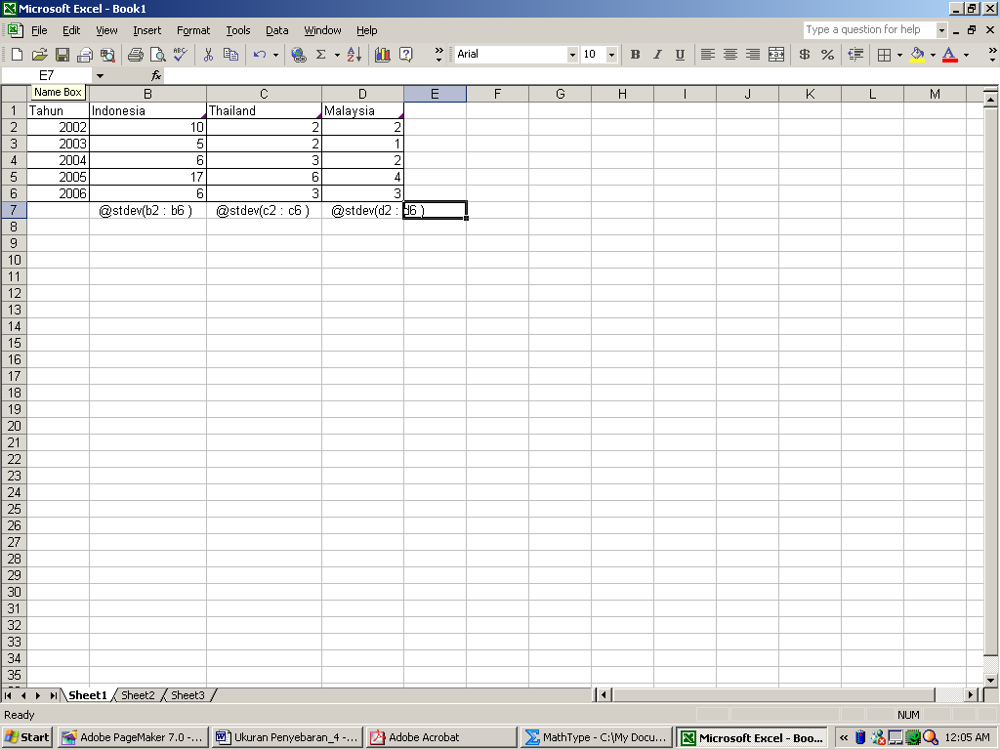 Microsoft Excel - Book1
File Edit View Insert Format Tools Data Window Help Type a question for help
Arial 10 B I U $ %
E7 fx
Name Box
A B C D E F G H I J K L M
1 Tahun Indonesia Thailand Malaysia
2 2002 10 2 2
3 2003 5 2 1
4 2004 6 3 2
5 2005 17 6 4
6 2006 6 3 3
7 @stdev(b2 : b6 ) @stdev(c2 : c6 ) @stdev(d2 : d6 )
8
9
10
11
12
13
14
15
16
17
18
19
20
21
22
23
24
25
26
27
28
29
30
31
32
33
34
35
Sheet1 Sheet2 Sheet3
Ready NUM
Start Adobe PageMaker 7.0 -... Ukuran Penyebaran_4 -... Adobe Acrobat MathType - C:\My Docu... Microsoft Excel - Boo... « 12:05 AM